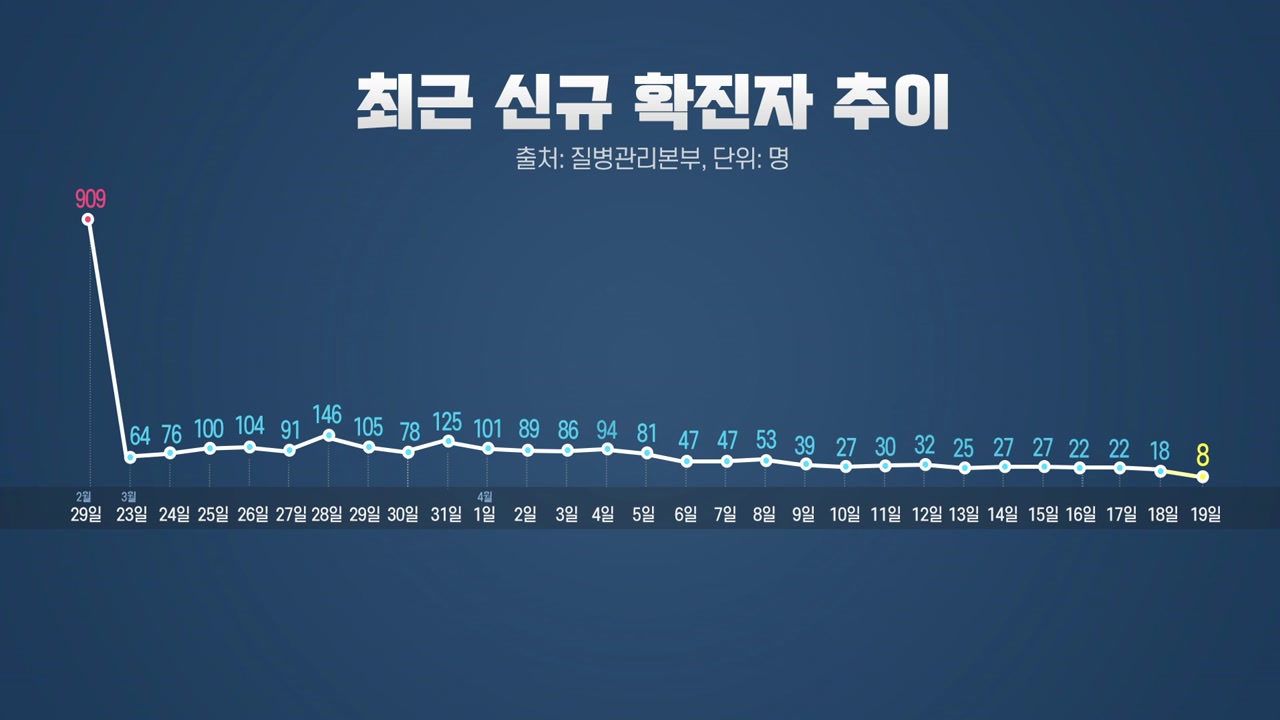 최근 신규 확진자 추이
출처: 질병관리본부, 단위: 명
909
64 76 100 104 91 146 105 78 125 101 89 86 94 81 47 47 53 39 27 30 32 25 27 27 22 22 18 8
2월 3월 4월
29일 23일 24일 25일 26일 27일 28일 29일 30일 31일 1일 2일 3일 4일 5일 6일 7일 8일 9일 10일 11일 12일 13일 14일 15일 16일 17일 18일 19일